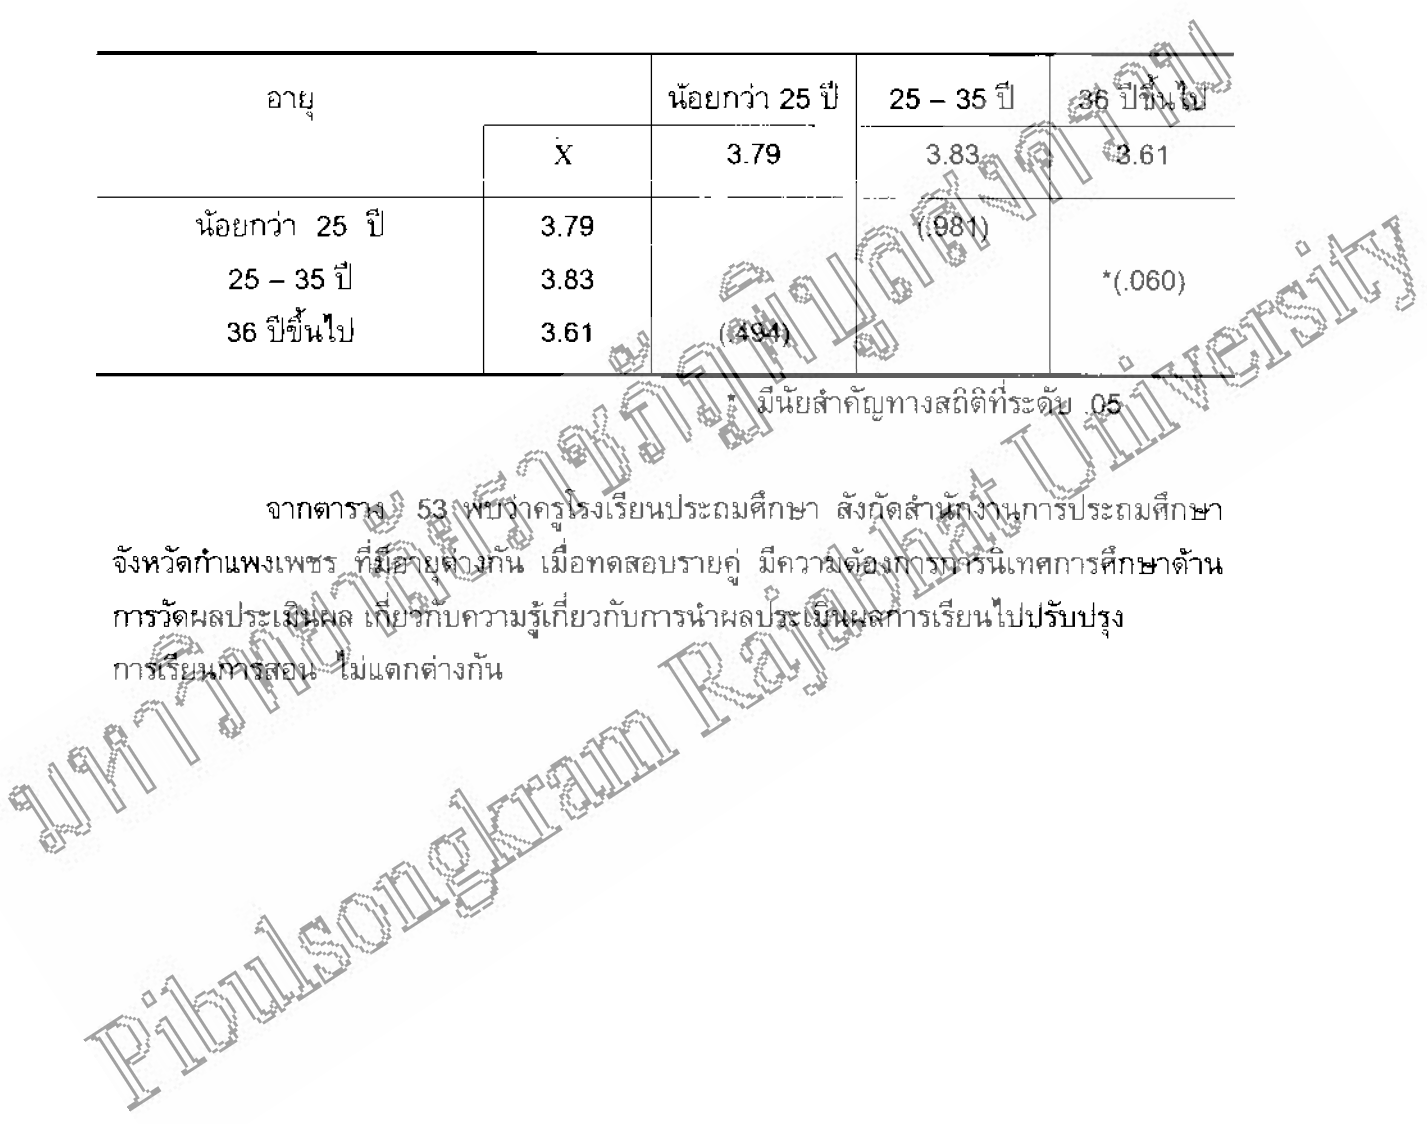 อายุ น้อยกว่า 25 ปี 25 – 35 ปี 36 ปีขึ้นไป
X 3.79 3.83 3.61
น้อยกว่า 25 ปี 3.79 (.981)
25 – 35 ปี 3.83 *(.060)
36 ปีขึ้นไป 3.61 (.494)
* มีนัยสำคัญทางสถิติที่ระดับ .05
จากตาราง 53 พบว่าครูโรงเรียนประถมศึกษา สังกัดสำนักงานการประถมศึกษา
จังหวัดกำแพงเพชร ที่มีอายุต่างกัน เมื่อทดสอบรายคู่ มีความต้องการการนิเทศการศึกษาด้าน
การวัดผลประเมินผล เกี่ยวกับความรู้เกี่ยวกับการนำผลประเมินผลการเรียนไปปรับปรุง
การเรียนการสอน ไม่แตกต่างกัน
มหาวิทยาลัยราชภัฏพิบูลสงคราม
Pibulsongkram Rajabhat University